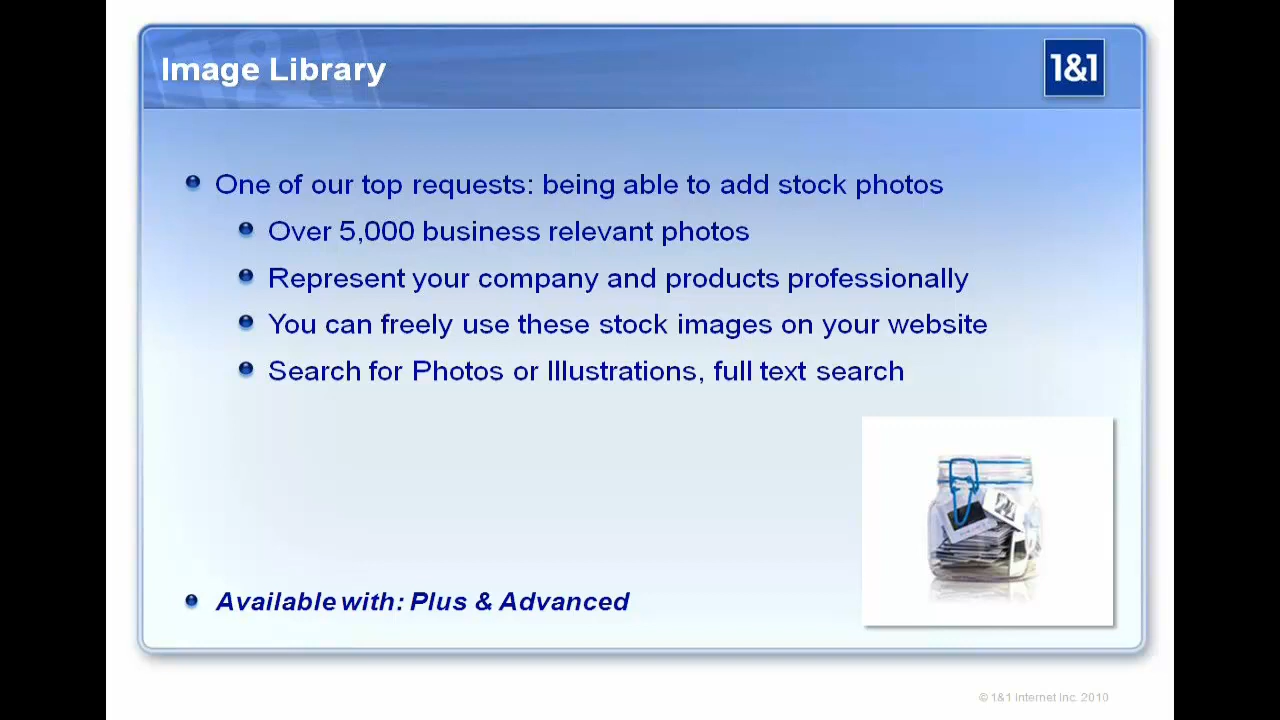 Image Library
1&1
One of our top requests: being able to add stock photos
Over 5,000 business relevant photos
Represent your company and products professionally
You can freely use these stock images on your website
Search for Photos or Illustrations, full text search
Available with: Plus & Advanced
© 1&1 Internet Inc. 2010